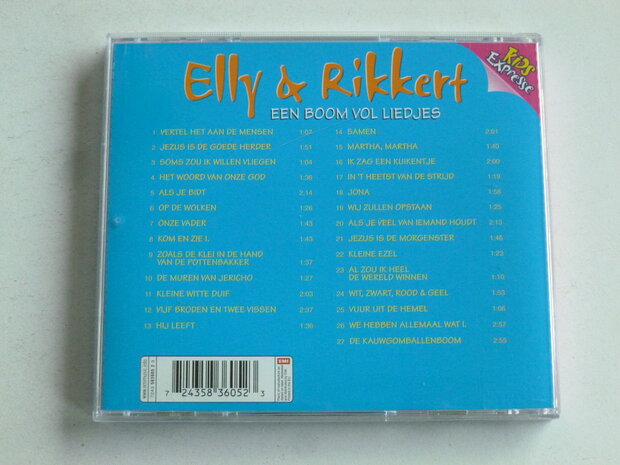 Elly & Rikkert
KiDS
EXPRESSE
EEN BOOM VOL LIEDJES
1 VERTEL HET AAN DE MENSEN 1:07
2 JEZUS IS DE GOEDE HERDER 1:51
3 SOMS ZOU IK WILLEN VLIEGEN 1:04
4 HET WOORD VAN ONZE GOD 1:36
5 ALS JE BIDT 2:14
6 OP DE WOLKEN 1:26
7 ONZE VADER 1:43
8 KOM EN ZIE 1. 1:43
9 ZOALS DE KLEI IN DE HAND
VAN DE POTTENBAKKER 1:37
10 DE MUREN VAN JERICHO 1:27
11 KLEINE WITTE DUIF 2:03
12 VIJF BRODEN EN TWEE VISSEN 2:37
13 HIJ LEEFT 1:36
14 SAMEN 2:01
15 MARTHA, MARTHA 1:40
16 IK ZAG EEN KUIKENTJE 2:00
17 IN 'T HEETST VAN DE STRIJD 1:19
18 JONA 1:58
19 WIJ ZULLEN OPSTAAN 1:25
20 ALS JE VEEL VAN IEMAND HOUDT 2:13
21 JEZUS IS DE MORGENSTER 1:46
22 KLEINE EZEL 1:23
23 AL ZOU IK HEEL
DE WERELD WINNEN 1:10
24 WIT, ZWART, ROOD & GEEL 1:53
25 VUUR UIT DE HEMEL 1:06
26 WE HEBBEN ALLEMAAL WAT 1. 2:57
27 DE KAUWGOMBALLENBOOM 2:55
EMI
7 24358 36052 3